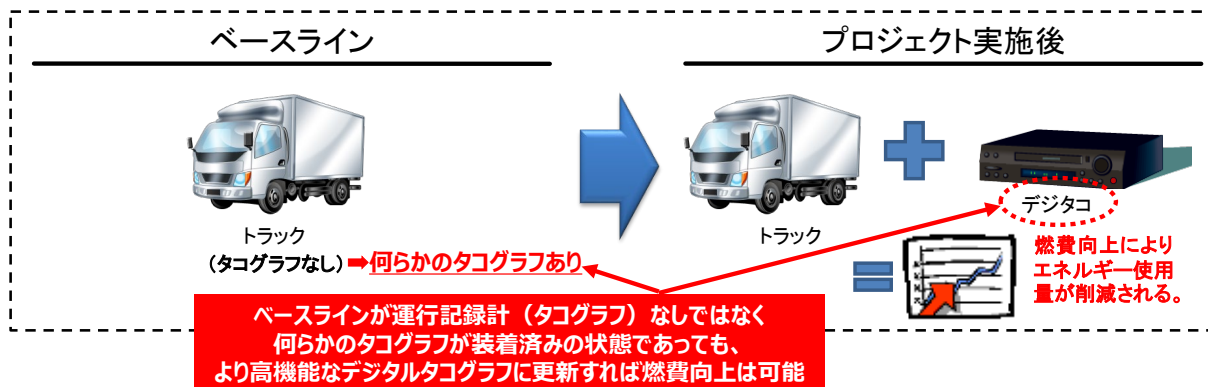 ベースライン
プロジェクト実施後
トラック
(タコグラフなし)➡何らかのタコグラフあり
トラック
デジタコ
燃費向上により
エネルギー使用
量が削減される。
ベースラインが運行記録計（タコグラフ）なしではなく
何らかのタコグラフが装着済みの状態であっても、
より高機能なデジタルタコグラフに更新すれば燃費向上は可能